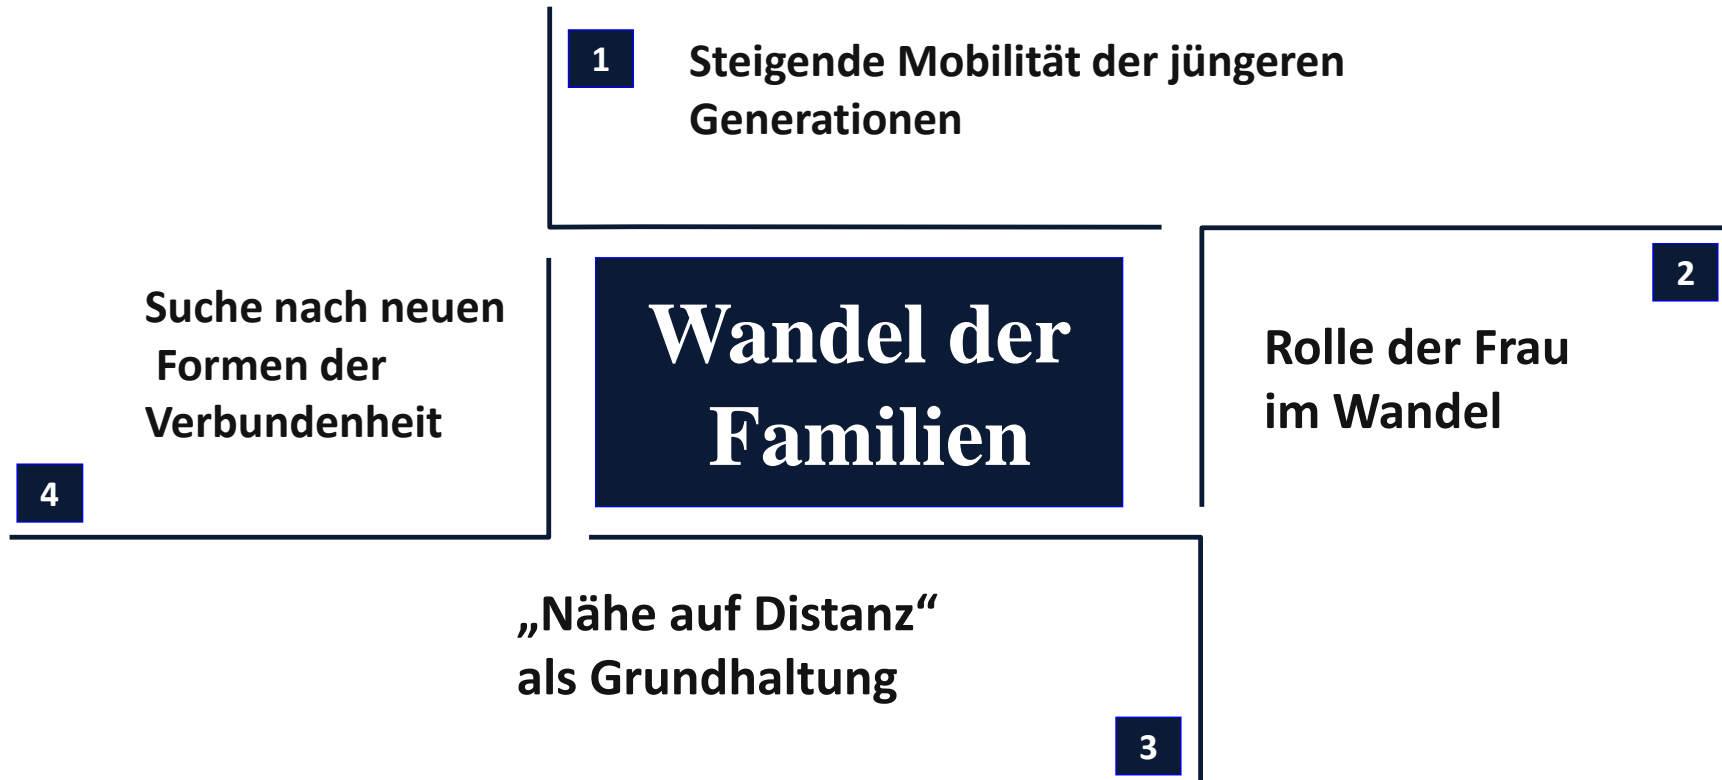 1
Steigende Mobilität der jüngeren
Generationen
2
Rolle der Frau
im Wandel
Wandel der
Familien
„Nähe auf Distanz“
als Grundhaltung
3
Suche nach neuen
Formen der
Verbundenheit
4